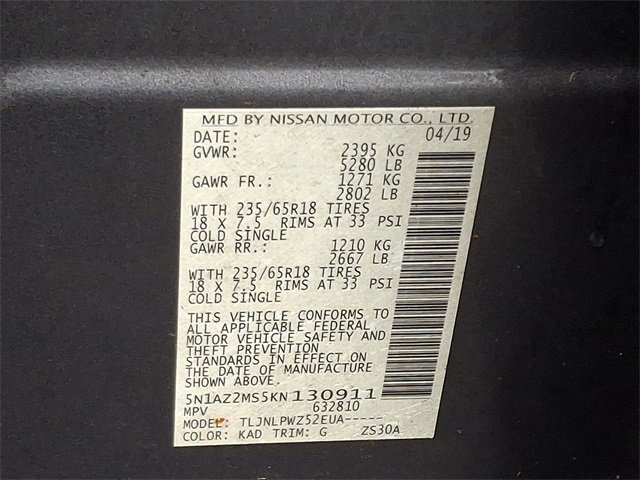 MFD BY NISSAN MOTOR CO., LTD.
DATE: 04/19
GVWR: 2395 KG
5280 LB
GAWR FR.: 1271 KG
2802 LB
WITH 235/65R18 TIRES
18 X 7.5 RIMS AT 33 PSI
COLD SINGLE
GAWR RR.: 1210 KG
2667 LB
WITH 235/65R18 TIRES
18 X 7.5 RIMS AT 33 PSI
COLD SINGLE
THIS VEHICLE CONFORMS TO
ALL APPLICABLE FEDERAL
MOTOR VEHICLE SAFETY AND
THEFT PREVENTION
STANDARDS IN EFFECT ON
THE DATE OF MANUFACTURE
SHOWN ABOVE.
5N1AZ2MS5KN130911
MPV 632810
MODEL: TLJNLPWZ52EUA-----
COLOR: KAD TRIM: G ZS30A